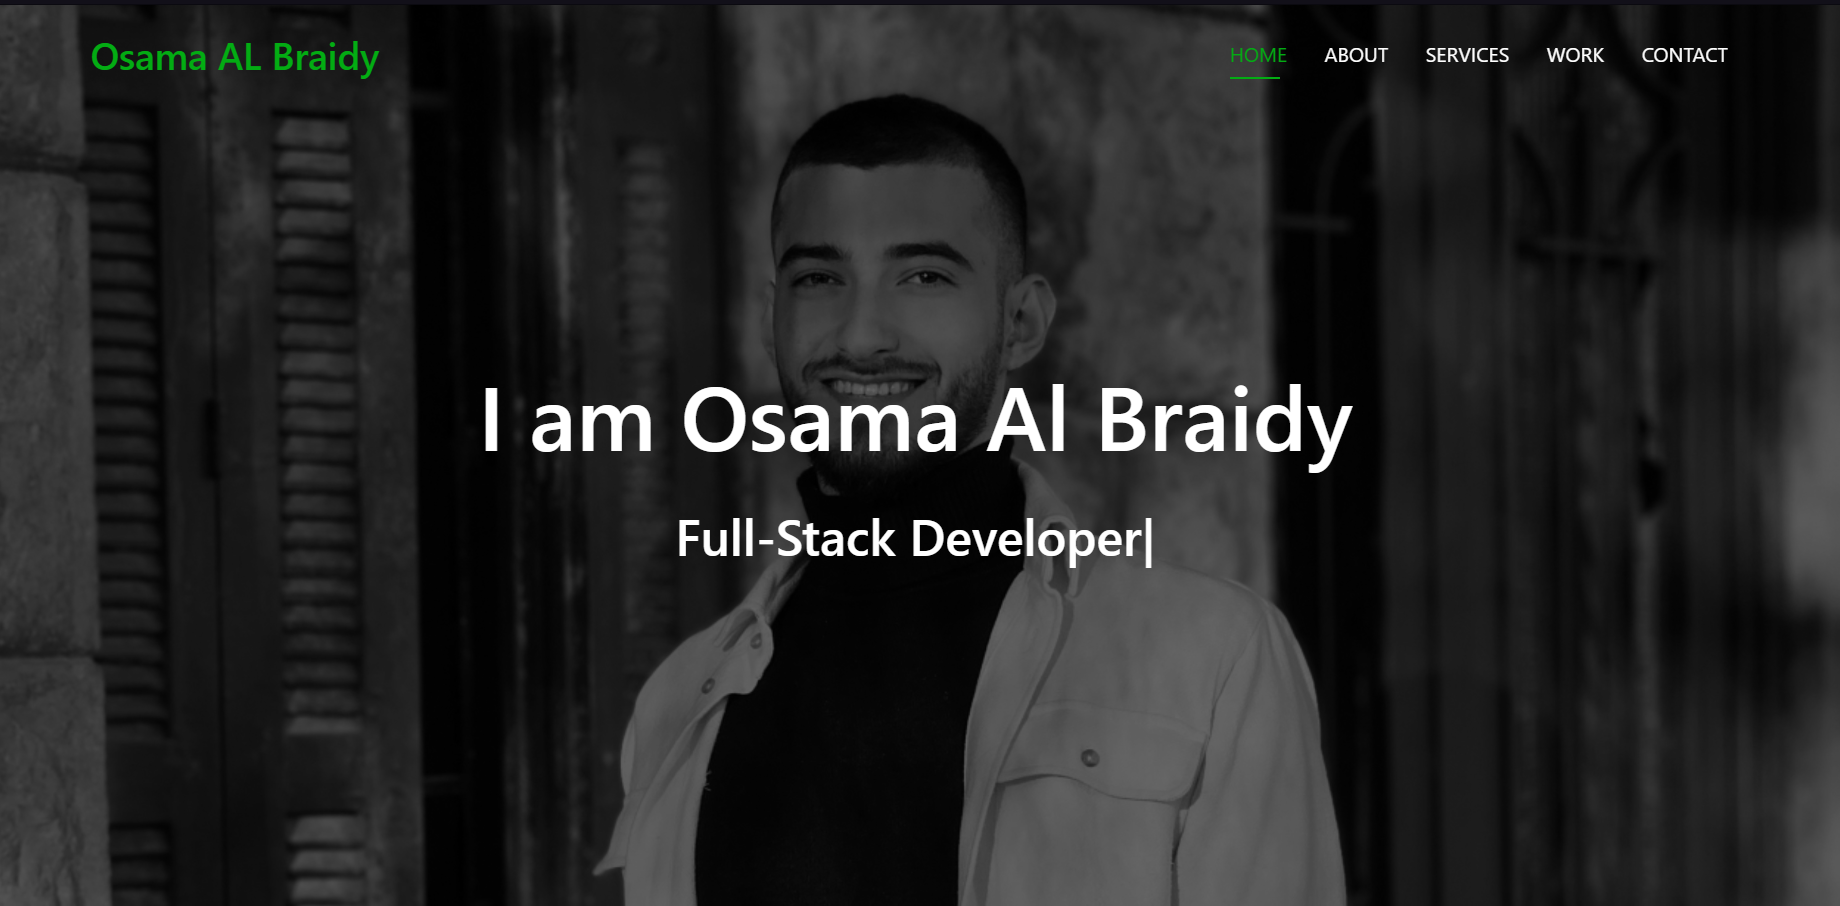 Osama AL Braidy
HOME ABOUT SERVICES WORK CONTACT
I am Osama Al Braidy
Full-Stack Developer|